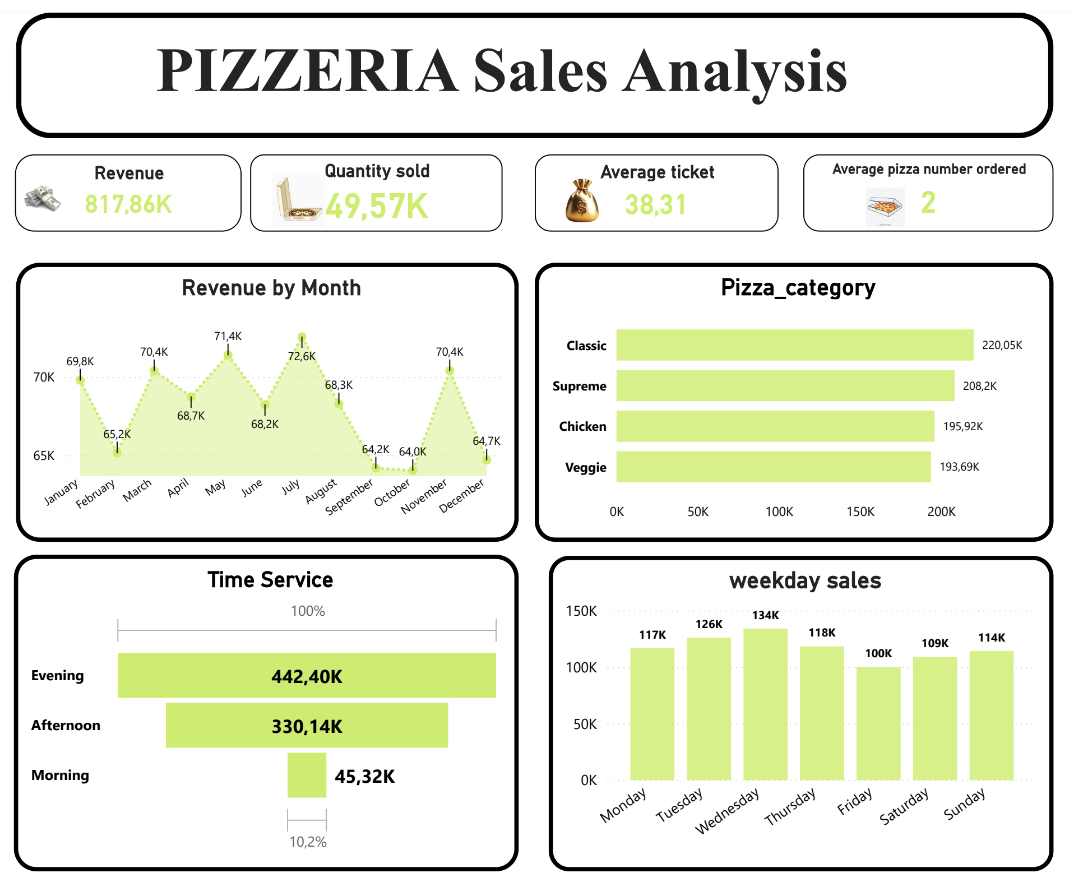 PIZZERIA Sales Analysis
Revenue
817,86K
Quantity sold
49,57K
Average ticket
38,31
Average pizza number ordered
2
Revenue by Month
70K
65K
69,8K
65,2K
70,4K
68,7K
71,4K
68,2K
72,6K
68,3K
64,2K
64,0K
70,4K
64,7K
January
February
March
April
May
June
July
August
September
October
November
December
Pizza_category
Classic
220,05K
Supreme
208,2K
Chicken
195,92K
Veggie
193,69K
0K
50K
100K
150K
200K
Time Service
100%
Evening
442,40K
Afternoon
330,14K
Morning
45,32K
10,2%
weekday sales
150K
100K
50K
0K
117K
126K
134K
118K
100K
109K
114K
Monday
Tuesday
Wednesday
Thursday
Friday
Saturday
Sunday